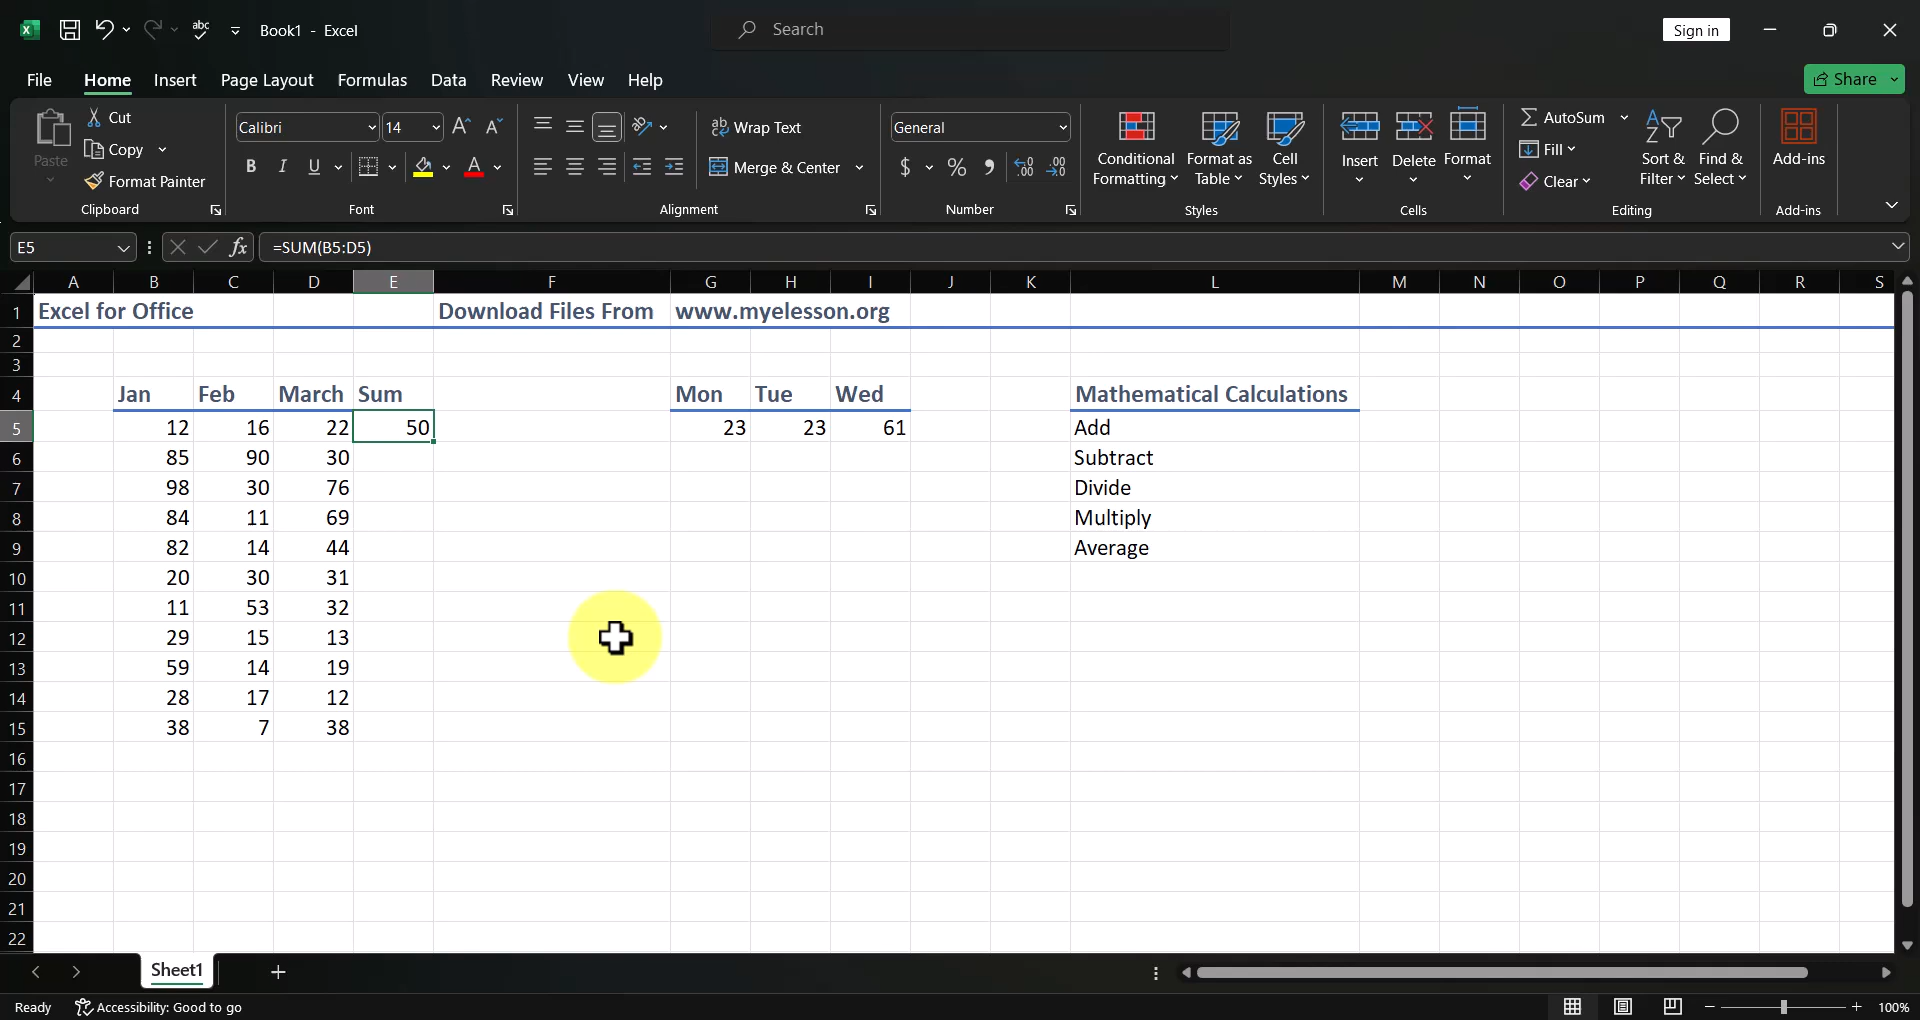 Book1 - Excel
Search
Sign in
File Home Insert Page Layout Formulas Data Review View Help
Share
Paste
Cut
Copy
Format Painter
Clipboard
Calibri 14
B I U
Font
Wrap Text
Merge & Center
Alignment
General
$ % ,
Number
Conditional Formatting
Format as Table
Cell Styles
Styles
Insert
Delete
Format
Cells
AutoSum
Fill
Clear
Sort & Filter
Find & Select
Editing
Add-ins
Add-ins
E5 fx =SUM(B5:D5)
A B C D E F G H I J K L M N O P Q R S
1 Excel for Office Download Files From www.myelesson.org
2
3
4 Jan Feb March Sum Mon Tue Wed Mathematical Calculations
5 12 16 22 50 23 23 61 Add
6 85 90 30 Subtract
7 98 30 76 Divide
8 84 11 69 Multiply
9 82 14 44 Average
10 20 30 31
11 11 53 32
12 29 15 13
13 59 14 19
14 28 17 12
15 38 7 38
16
17
18
19
20
21
22
Sheet1
Ready Accessibility: Good to go 100%